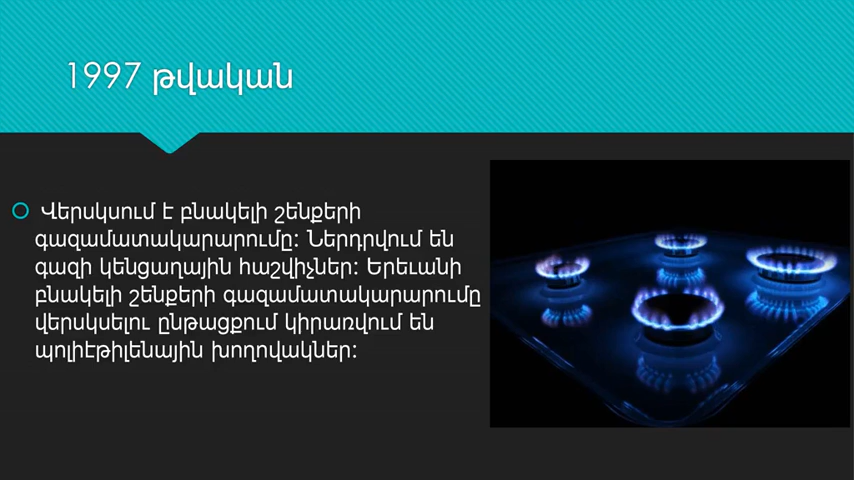 1997 թվական
Վերսկսում է բնակելի շենքերի
գազամատակարարումը: Ներդրվում են
գազի կենցաղային հաշվիչներ: Երեւանի
բնակելի շենքերի գազամատակարարումը
վերսկսելու ընթացքում կիրառվում են
պոլիէթիլենային խողովակներ: